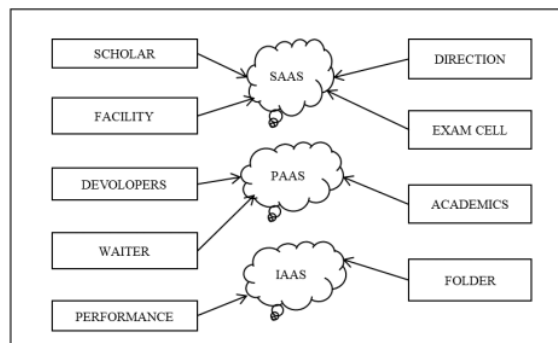 SCHOLAR
SAAS
DIRECTION
FACILITY
EXAM CELL
DEVOLOPERS
PAAS
ACADEMICS
WAITER
IAAS
FOLDER
PERFORMANCE